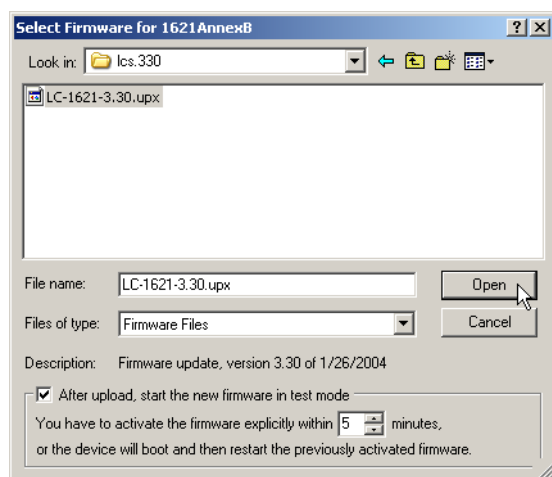 Select Firmware for 1621AnnexB
Look in: lcs.330
LC-1621-3.30.upx
File name: LC-1621-3.30.upx Open
Files of type: Firmware Files Cancel
Description: Firmware update, version 3.30 of 1/26/2004
After upload, start the new firmware in test mode
You have to activate the firmware explicitly within 5 minutes,
or the device will boot and then restart the previously activated firmware.